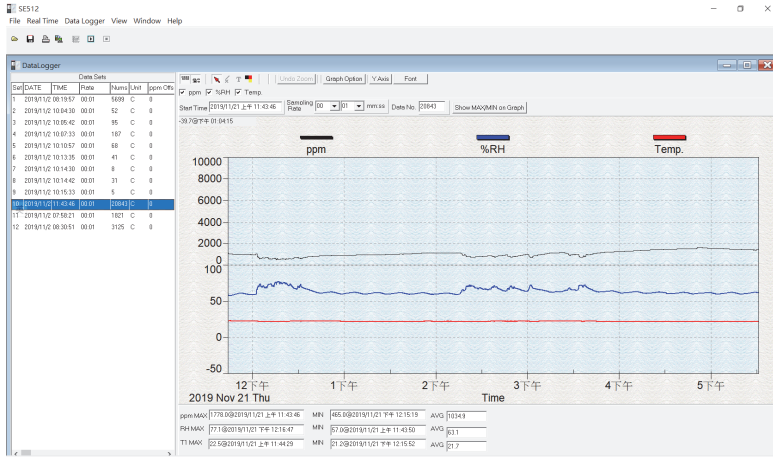 SE512
File Real Time Data Logger View Window Help
DataLogger
Data Sets
Set DATE TIME Rate Nums Unit ppm Offs
1 2019/11/2 08:19:57 00:01 5699 C 0
2 2019/11/2 10:04:30 00:01 52 C 0
3 2019/11/2 10:05:42 00:01 95 C 0
4 2019/11/2 10:07:33 00:01 187 C 0
5 2019/11/2 10:10:57 00:01 68 C 0
6 2019/11/2 10:13:35 00:01 41 C 0
7 2019/11/2 10:14:30 00:01 8 C 0
8 2019/11/2 10:14:42 00:01 31 C 0
9 2019/11/2 10:15:33 00:01 5 C 0
10 2019/11/2 11:43:46 00:01 20843 C 0
11 2019/11/2 07:58:21 00:01 1821 C 0
12 2019/11/2 08:30:51 00:01 3125 C 0
T
Undo Zoom Graph Option Y Axis Font
ppm %RH Temp.
Start Time 2019/11/21 上午 11:43:46 Sampling Rate 00 01 mm:ss Data No. 20843 Show MAX/MIN on Graph
-39.7@下午 01:04:15
ppm %RH Temp.
10000
6000
4000
2000
0
100
50
0
-50
12下午 1下午 2下午 3下午 4下午 5下午
2019 Nov 21 Thu Time
ppm MAX 1778.0@2019/11/21 上午 11:43:46 MIN 465.0@2019/11/21 下午 12:15:19 AVG 1034.9
RH MAX 77.1@2019/11/21 下午 12:16:47 MIN 57.0@2019/11/21 上午 11:43:50 AVG 63.1
T1 MAX 22.5@2019/11/21 上午 11:44:29 MIN 21.2@2019/11/21 下午 12:15:52 AVG 21.7